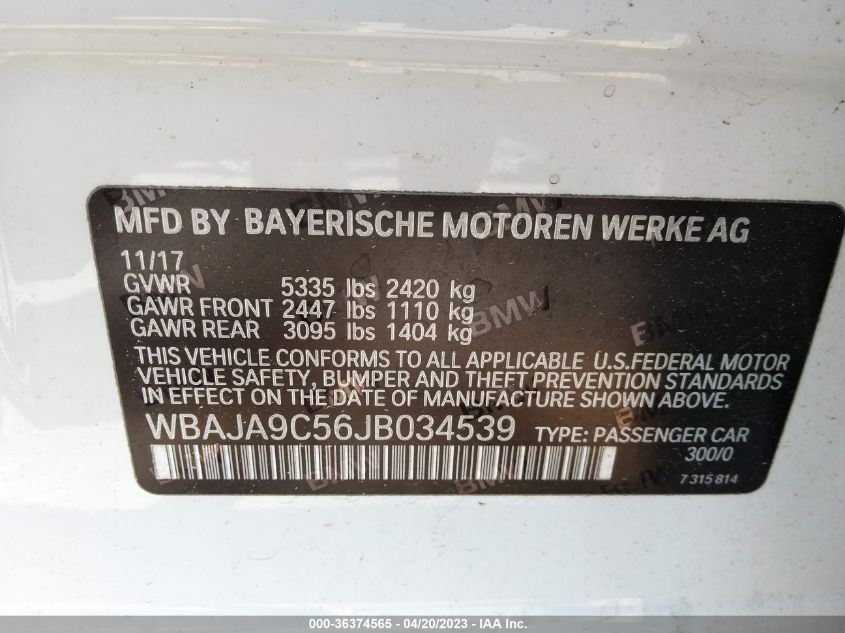 MFD BY BAYERISCHE MOTOREN WERKE AG
11/17
GVWR 5335 lbs 2420 kg
GAWR FRONT 2447 lbs 1110 kg
GAWR REAR 3095 lbs 1404 kg
THIS VEHICLE CONFORMS TO ALL APPLICABLE U.S.FEDERAL MOTOR
VEHICLE SAFETY, BUMPER AND THEFT PREVENTION STANDARDS
IN EFFECT ON THE DATE OF MANUFACTURE SHOWN ABOVE.
WBAJA9C56JB034539 TYPE: PASSENGER CAR
300/0
7 315 814
000-36374565 - 04/20/2023 - IAA Inc.